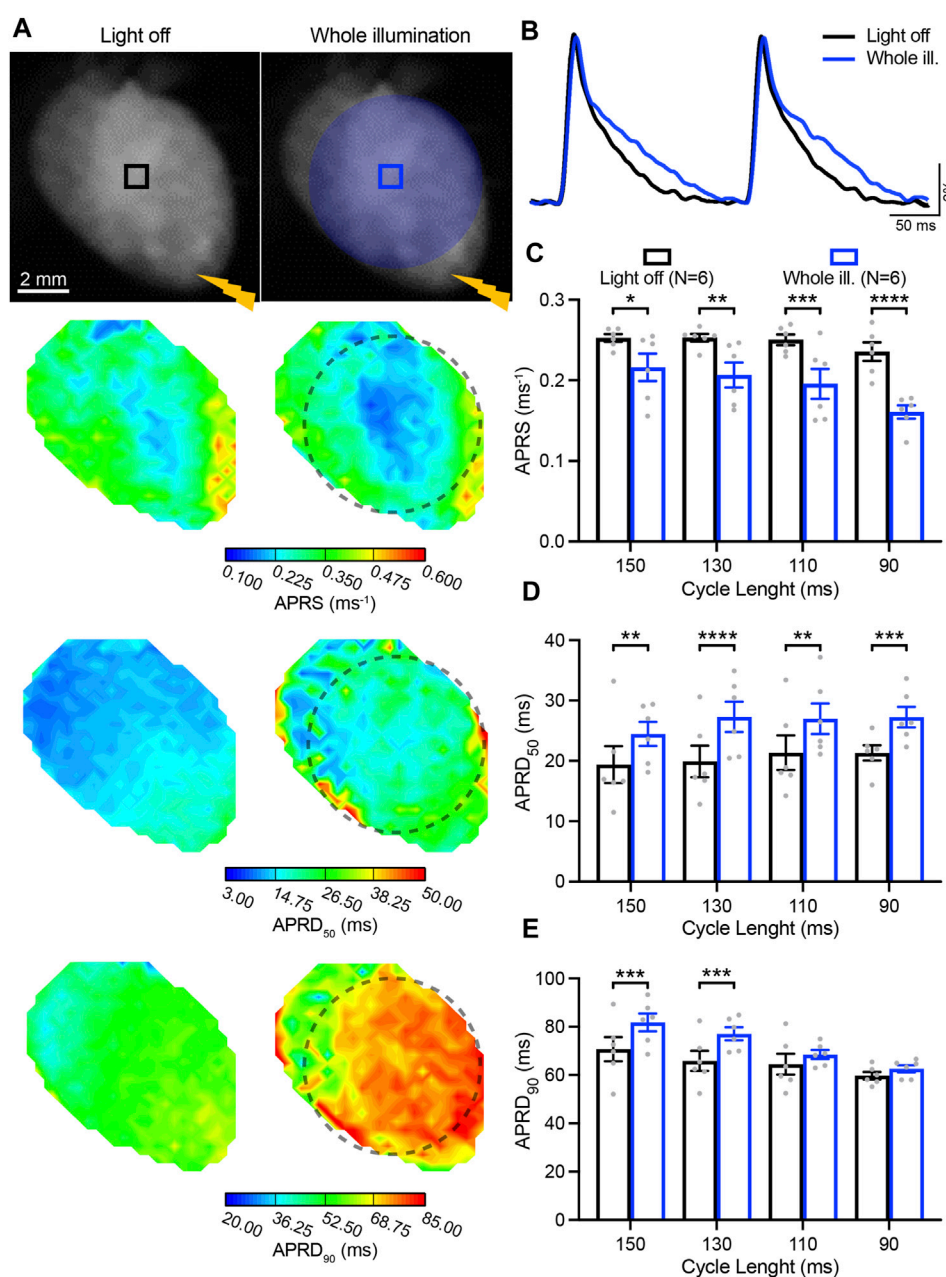 A
Light off
Whole illumination
2 mm
0.100 0.225 0.350 0.475 0.600
APRS (ms⁻¹)
3.00 14.75 26.50 38.25 50.00
APRD₅₀ (ms)
20.00 36.25 52.50 68.75 85.00
APRD₉₀ (ms)
B
Light off
Whole ill.
50 ms
C
Light off (N=6)
Whole ill. (N=6)
* ** *** ****
0.3
0.2
0.1
0.0
APRS (ms⁻¹)
150 130 110 90
Cycle Lenght (ms)
D
** **** ** ***
40
30
20
10
0
APRD₅₀ (ms)
150 130 110 90
Cycle Lenght (ms)
E
*** ***
100
80
60
40
20
0
APRD₉₀ (ms)
150 130 110 90
Cycle Lenght (ms)